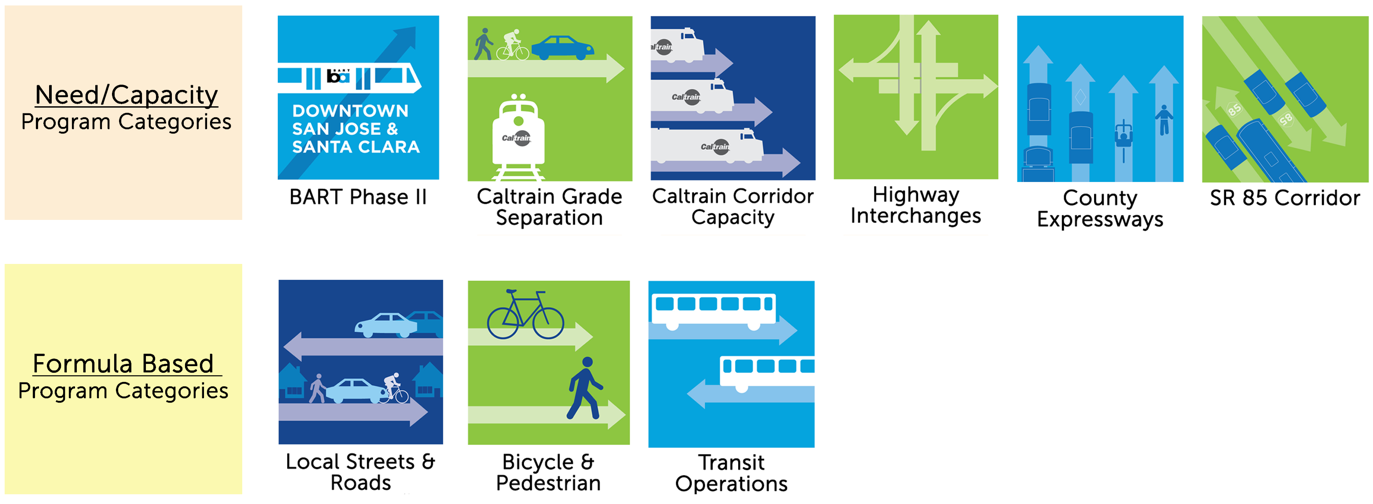 Need/Capacity
Program Categories
DOWNTOWN
SAN JOSE &
SANTA CLARA
BART Phase II
Caltrain
Caltrain Grade
Separation
Caltrain
Caltrain
Caltrain
Caltrain Corridor
Capacity
Highway
Interchanges
County
Expressways
85
85
SR 85 Corridor
Formula Based
Program Categories
Local Streets &
Roads
Bicycle &
Pedestrian
Transit
Operations